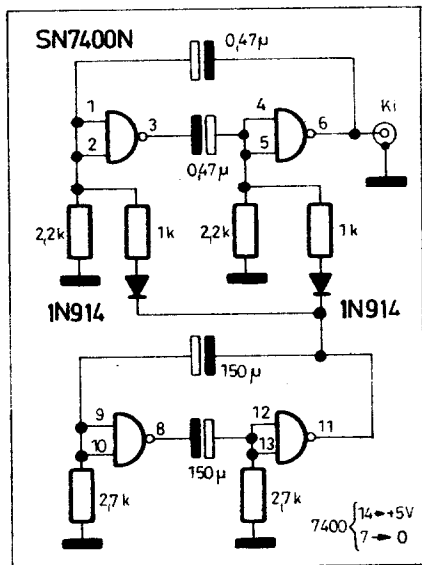 SN7400N
0,47µ
1
2
3
4
5
6
Ki
0,47µ
2,2k
1k
2,2k
1k
1N914
1N914
150µ
9
10
8
12
13
11
150µ
2,7k
2,7k
7400 { 14→+5V
7→0